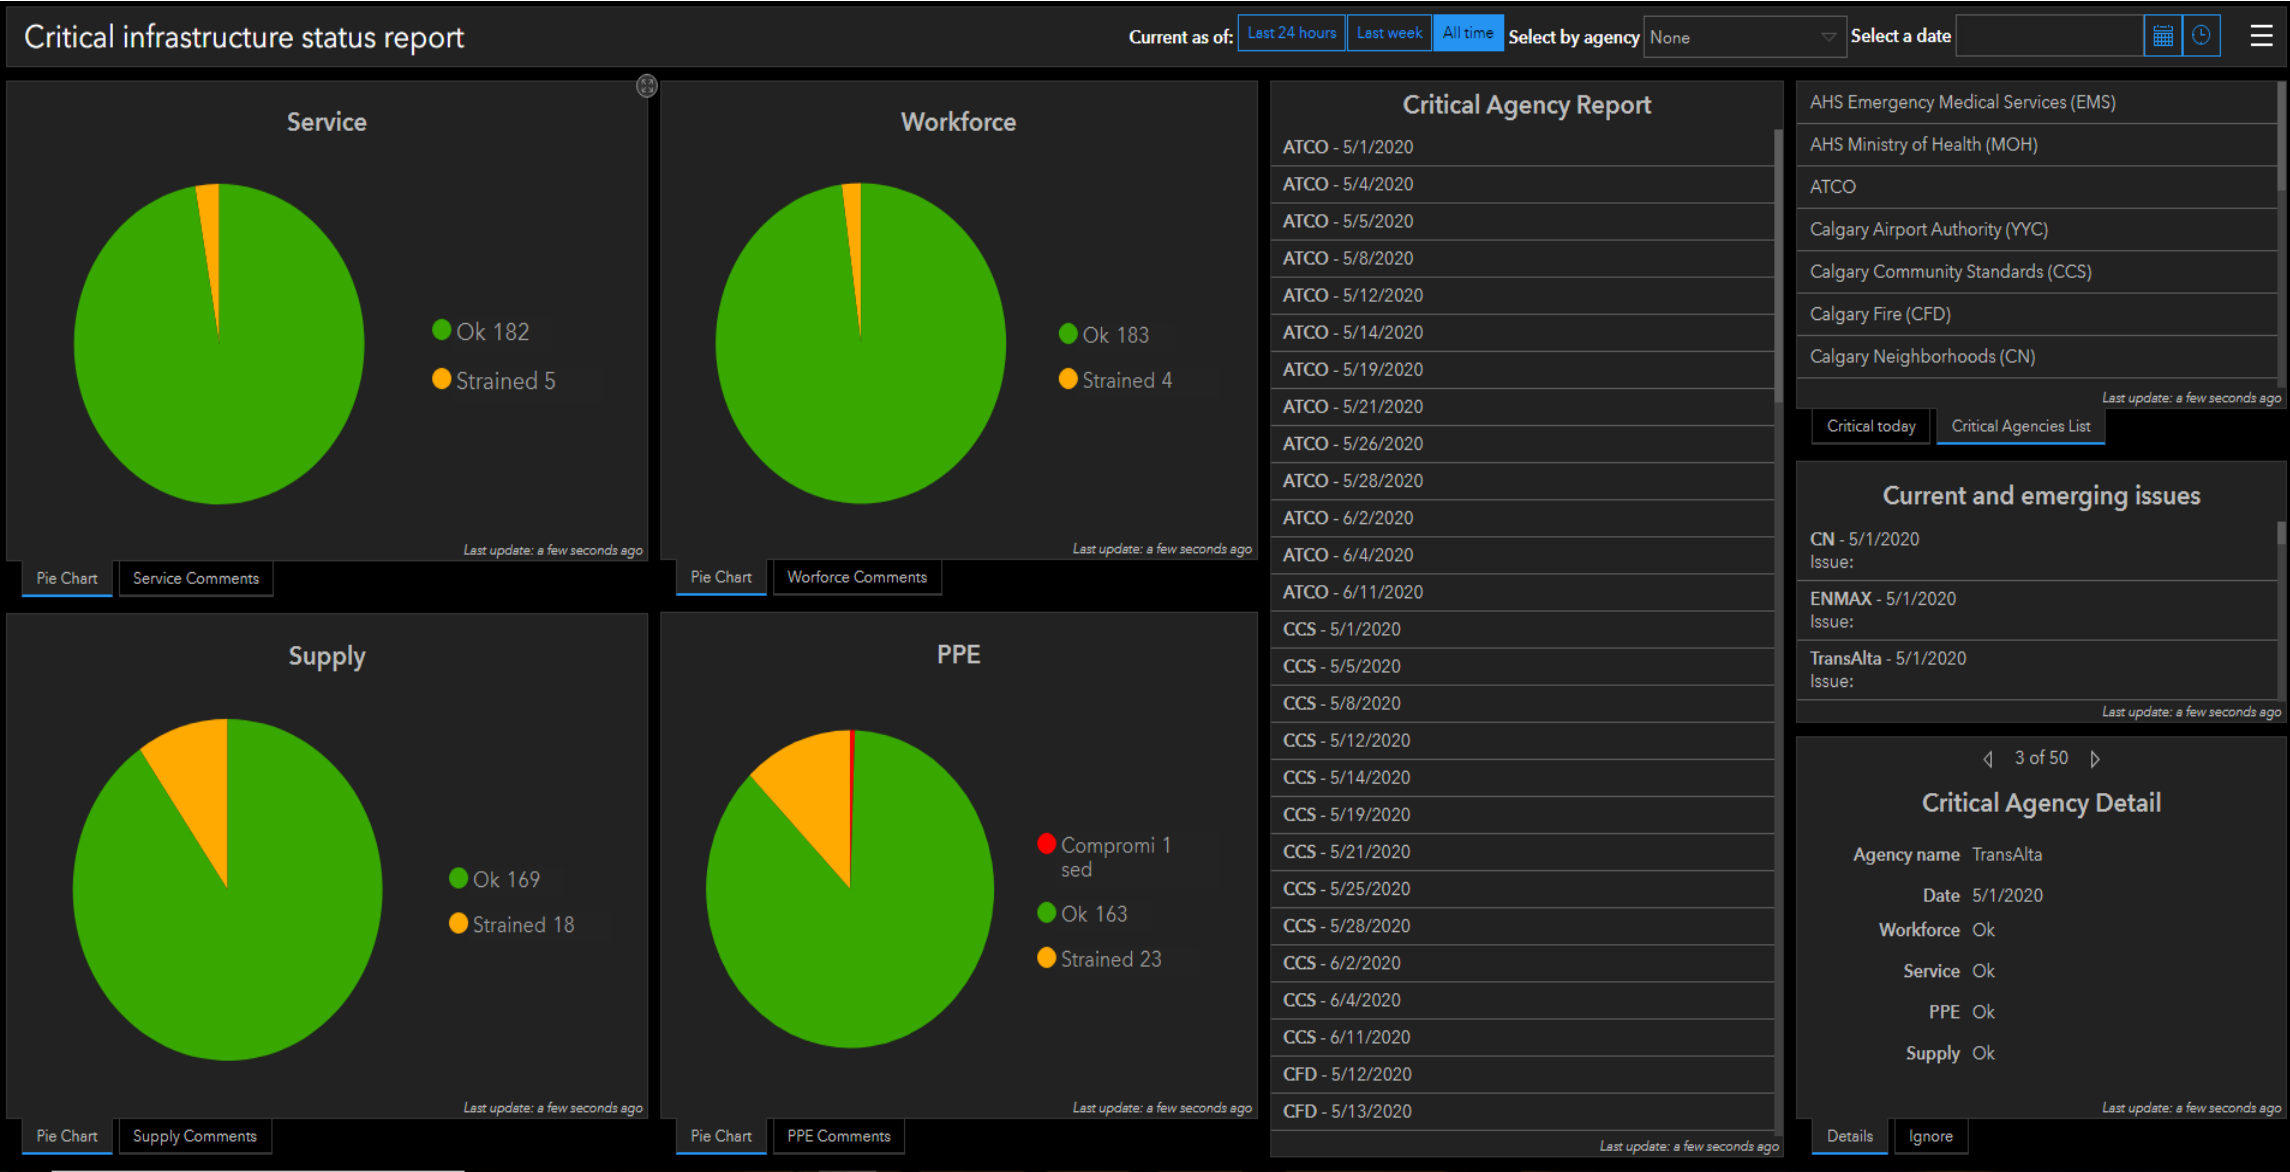 Critical infrastructure status report
Current as of: Last 24 hours Last week All time Select by agency None Select a date
Service
Ok 182
Strained 5
Last update: a few seconds ago
Pie Chart Service Comments
Workforce
Ok 183
Strained 4
Last update: a few seconds ago
Pie Chart Worforce Comments
Supply
Ok 169
Strained 18
Last update: a few seconds ago
Pie Chart Supply Comments
PPE
Compromi 1
sed
Ok 163
Strained 23
Last update: a few seconds ago
Pie Chart PPE Comments
Critical Agency Report
ATCO - 5/1/2020
ATCO - 5/4/2020
ATCO - 5/5/2020
ATCO - 5/8/2020
ATCO - 5/12/2020
ATCO - 5/14/2020
ATCO - 5/19/2020
ATCO - 5/21/2020
ATCO - 5/26/2020
ATCO - 5/28/2020
ATCO - 6/2/2020
ATCO - 6/4/2020
ATCO - 6/11/2020
CCS - 5/1/2020
CCS - 5/5/2020
CCS - 5/8/2020
CCS - 5/12/2020
CCS - 5/14/2020
CCS - 5/19/2020
CCS - 5/21/2020
CCS - 5/25/2020
CCS - 5/28/2020
CCS - 6/2/2020
CCS - 6/4/2020
CCS - 6/11/2020
CFD - 5/12/2020
CFD - 5/13/2020
Last update: a few seconds ago
AHS Emergency Medical Services (EMS)
AHS Ministry of Health (MOH)
ATCO
Calgary Airport Authority (YYC)
Calgary Community Standards (CCS)
Calgary Fire (CFD)
Calgary Neighborhoods (CN)
Last update: a few seconds ago
Critical today Critical Agencies List
Current and emerging issues
CN - 5/1/2020
Issue:
ENMAX - 5/1/2020
Issue:
TransAlta - 5/1/2020
Issue:
Last update: a few seconds ago
3 of 50
Critical Agency Detail
Agency name TransAlta
Date 5/1/2020
Workforce Ok
Service Ok
PPE Ok
Supply Ok
Last update: a few seconds ago
Details Ignore